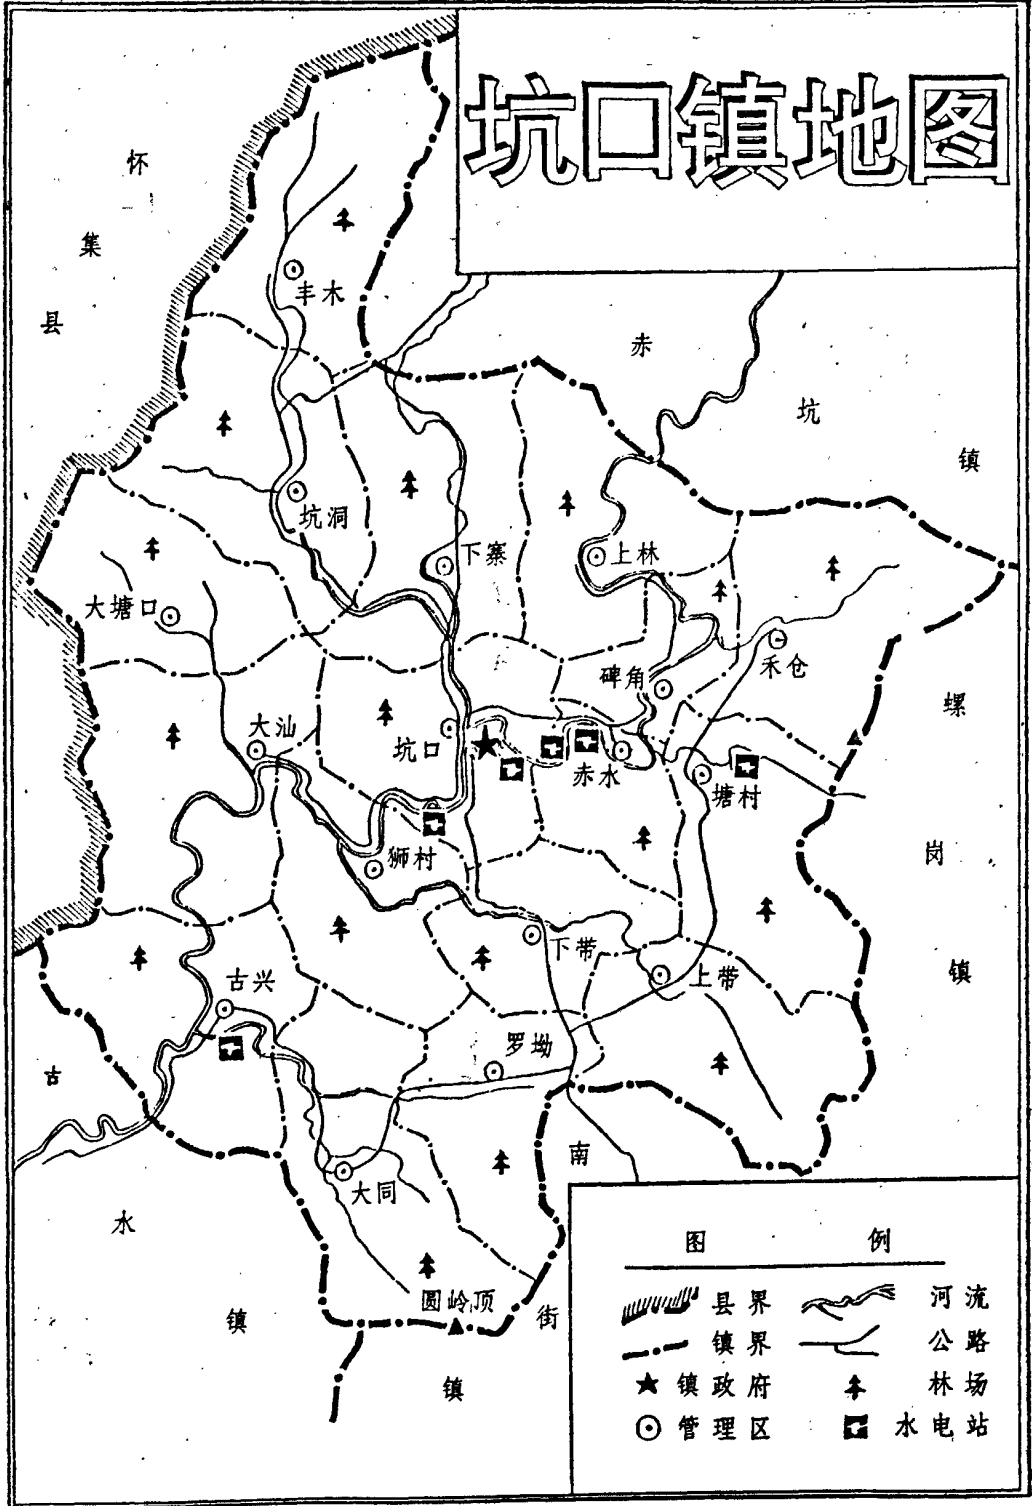 坑口镇地图
怀集县
赤坑镇
丰木
坑洞
下寨
上林
大塘口
碑角
禾仓
螺岗镇
大汕
坑口
赤水
塘村
狮村
下带
上带
古兴
罗坳
古水镇
大同
南街镇
圆岭顶
图例
县界
河流
镇界
公路
镇政府
林场
管理区
水电站